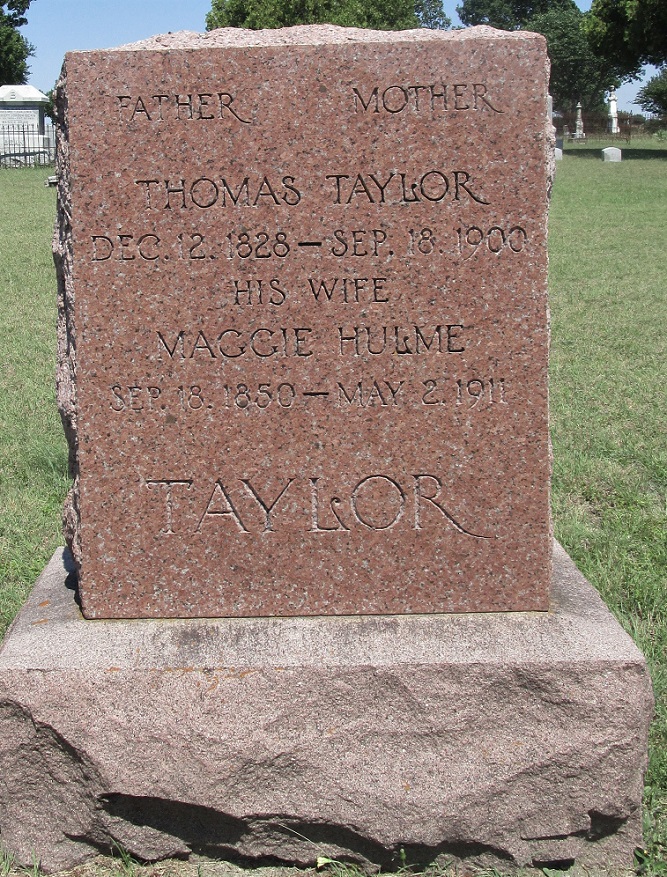 FATHER MOTHER
THOMAS TAYLOR
DEC. 12. 1828 — SEP. 18. 1900
HIS WIFE
MAGGIE HULME
SEP. 18. 1850 — MAY 2. 1911
TAYLOR